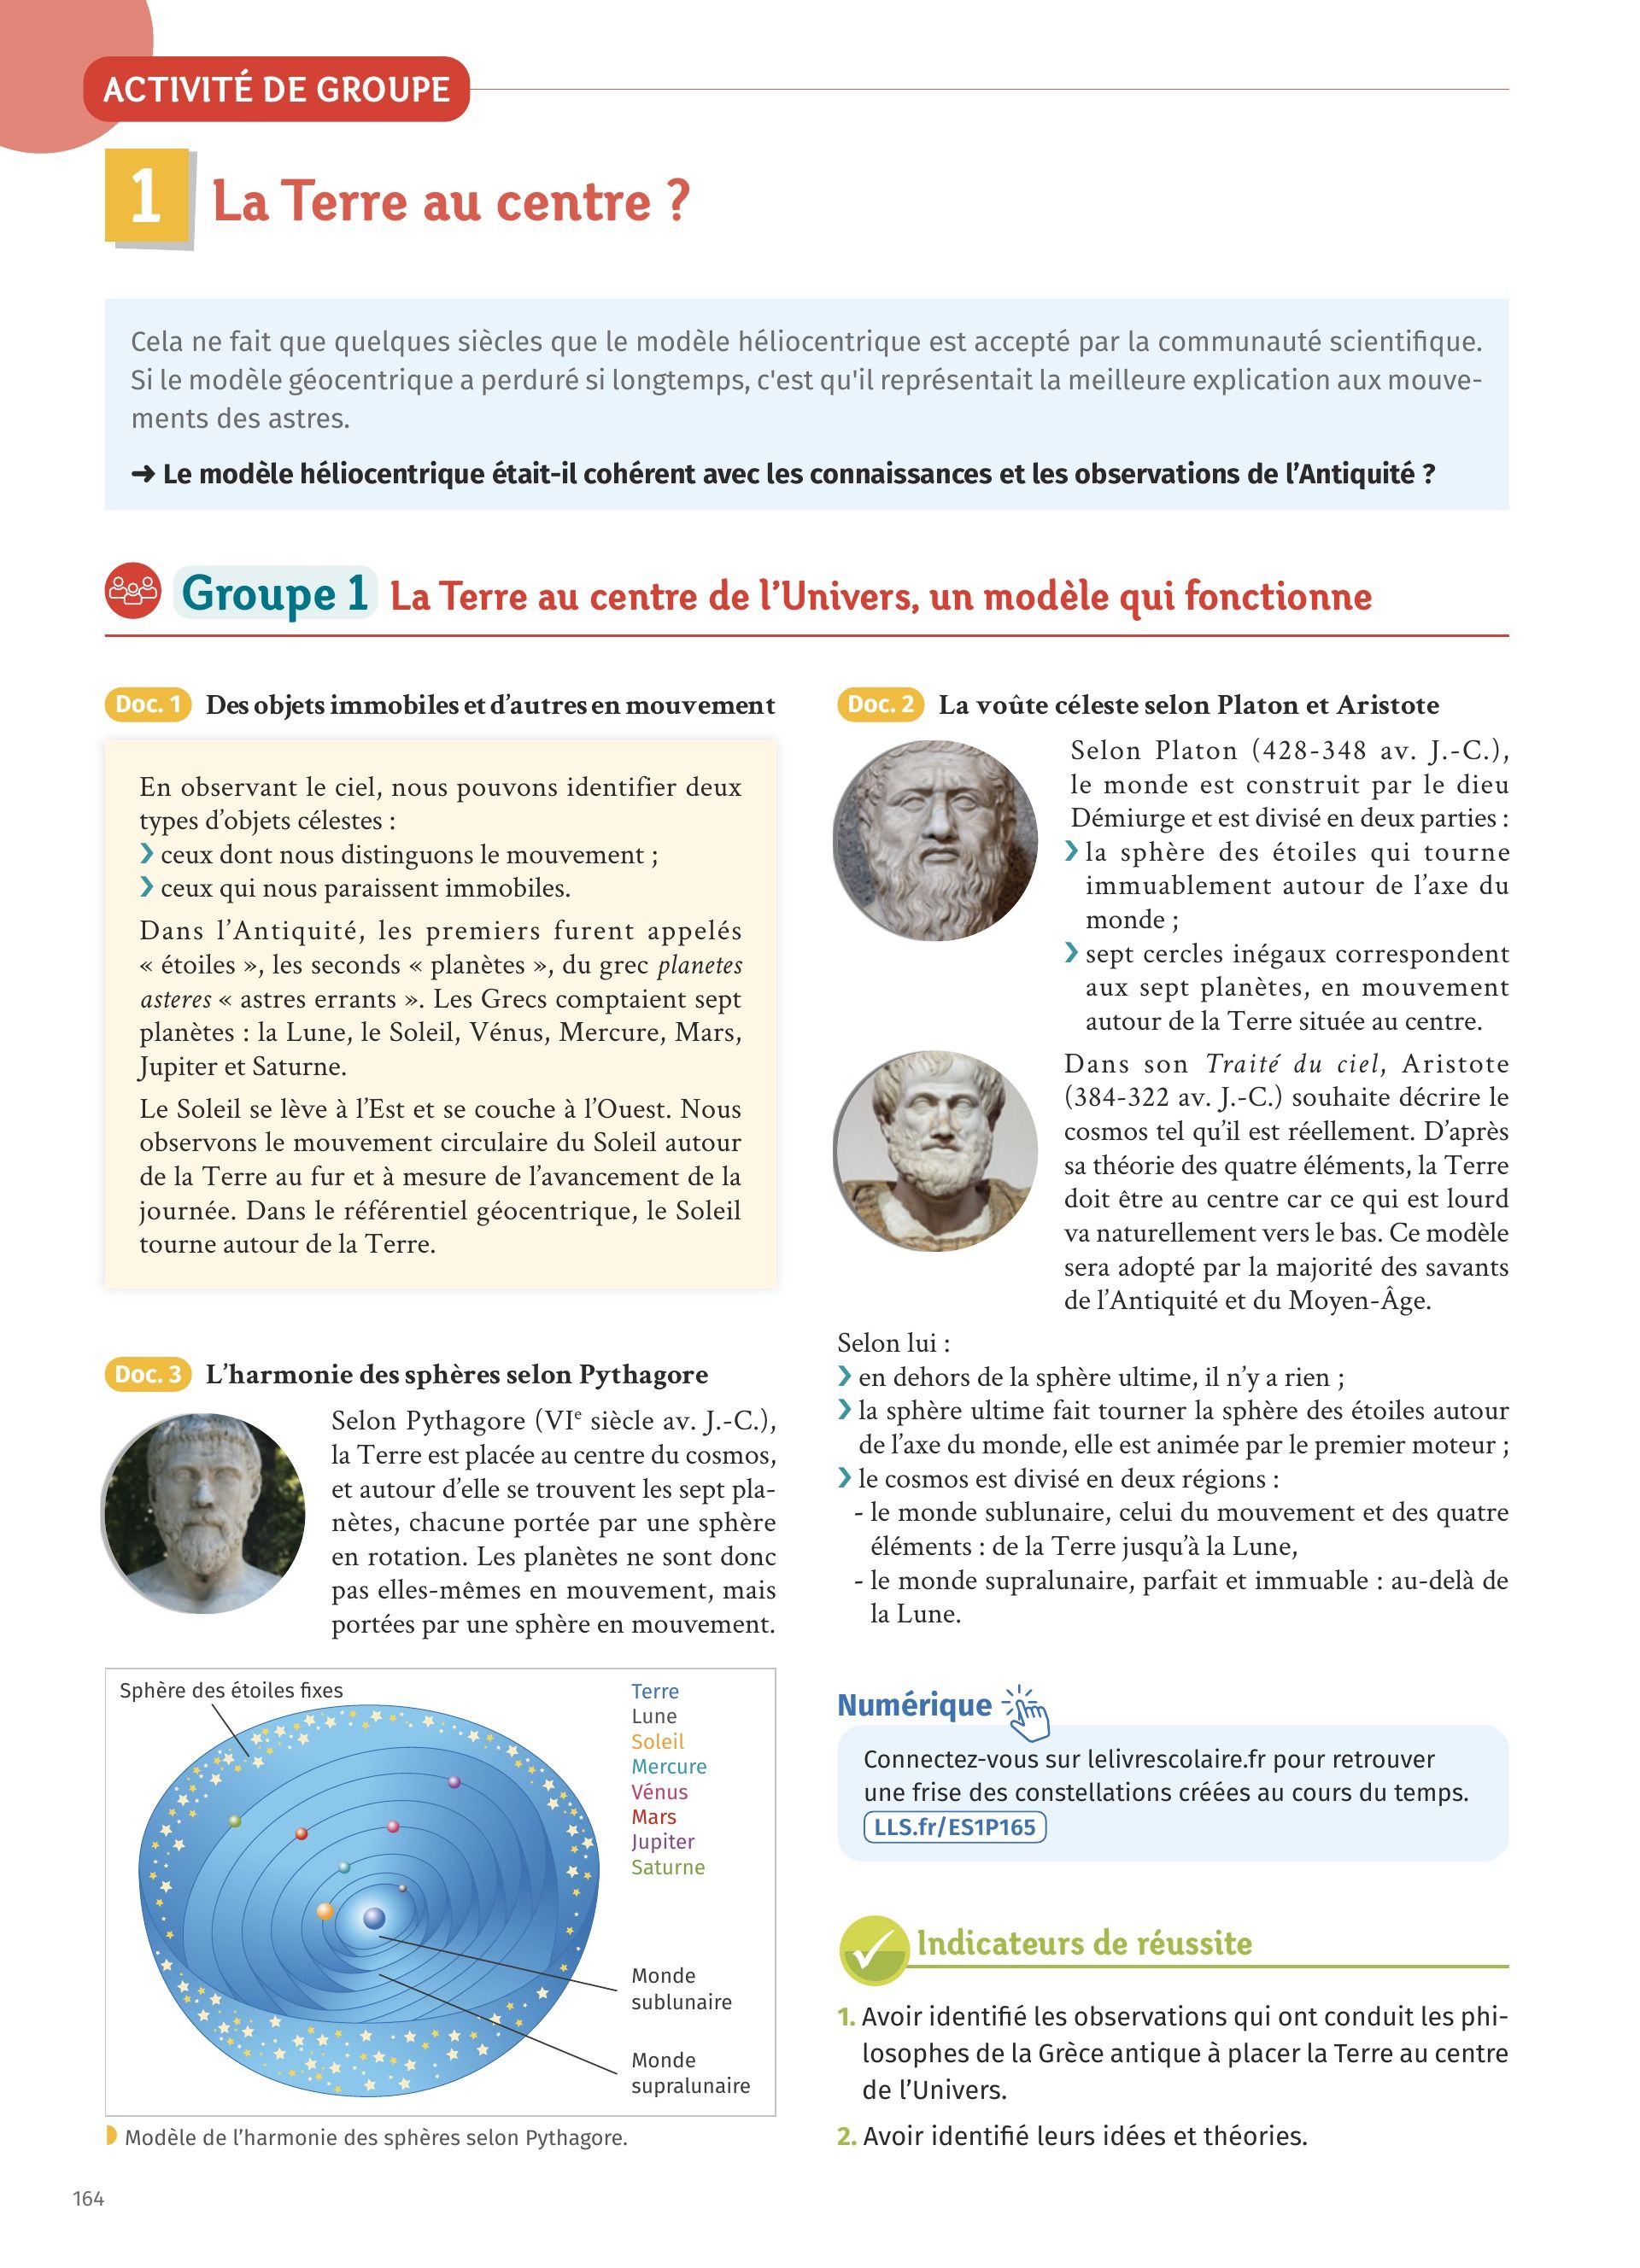 ACTIVITÉ DE GROUPE
1 La Terre au centre ?
Cela ne fait que quelques siècles que le modèle héliocentrique est accepté par la communauté scientifique.
Si le modèle géocentrique a perduré si longtemps, c'est qu'il représentait la meilleure explication aux mouve-
ments des astres.
➜ Le modèle héliocentrique était-il cohérent avec les connaissances et les observations de l’Antiquité ?
Groupe 1 La Terre au centre de l’Univers, un modèle qui fonctionne
Doc. 1 Des objets immobiles et d’autres en mouvement
En observant le ciel, nous pouvons identifier deux
types d’objets célestes :
❯ ceux dont nous distinguons le mouvement ;
❯ ceux qui nous paraissent immobiles.
Dans l’Antiquité, les premiers furent appelés
« étoiles », les seconds « planètes », du grec planetes
asteres « astres errants ». Les Grecs comptaient sept
planètes : la Lune, le Soleil, Vénus, Mercure, Mars,
Jupiter et Saturne.
Le Soleil se lève à l’Est et se couche à l’Ouest. Nous
observons le mouvement circulaire du Soleil autour
de la Terre au fur et à mesure de l’avancement de la
journée. Dans le référentiel géocentrique, le Soleil
tourne autour de la Terre.
Doc. 3 L’harmonie des sphères selon Pythagore
Selon Pythagore (VIe siècle av. J.-C.),
la Terre est placée au centre du cosmos,
et autour d’elle se trouvent les sept pla-
nètes, chacune portée par une sphère
en rotation. Les planètes ne sont donc
pas elles-mêmes en mouvement, mais
portées par une sphère en mouvement.
Sphère des étoiles fixes
Terre
Lune
Soleil
Mercure
Vénus
Mars
Jupiter
Saturne
Monde
sublunaire
Monde
supralunaire
Modèle de l’harmonie des sphères selon Pythagore.
Doc. 2 La voûte céleste selon Platon et Aristote
Selon Platon (428-348 av. J.-C.),
le monde est construit par le dieu
Démiurge et est divisé en deux parties :
❯ la sphère des étoiles qui tourne
immuablement autour de l’axe du
monde ;
❯ sept cercles inégaux correspondent
aux sept planètes, en mouvement
autour de la Terre située au centre.
Dans son Traité du ciel, Aristote
(384-322 av. J.-C.) souhaite décrire le
cosmos tel qu’il est réellement. D’après
sa théorie des quatre éléments, la Terre
doit être au centre car ce qui est lourd
va naturellement vers le bas. Ce modèle
sera adopté par la majorité des savants
de l’Antiquité et du Moyen-Âge.
Selon lui :
❯ en dehors de la sphère ultime, il n’y a rien ;
❯ la sphère ultime fait tourner la sphère des étoiles autour
de l’axe du monde, elle est animée par le premier moteur ;
❯ le cosmos est divisé en deux régions :
- le monde sublunaire, celui du mouvement et des quatre
éléments : de la Terre jusqu’à la Lune,
- le monde supralunaire, parfait et immuable : au-delà de
la Lune.
Numérique
Connectez-vous sur lelivrescolaire.fr pour retrouver
une frise des constellations créées au cours du temps.
LLS.fr/ES1P165
Indicateurs de réussite
1. Avoir identifié les observations qui ont conduit les phi-
losophes de la Grèce antique à placer la Terre au centre
de l’Univers.
2. Avoir identifié leurs idées et théories.
164